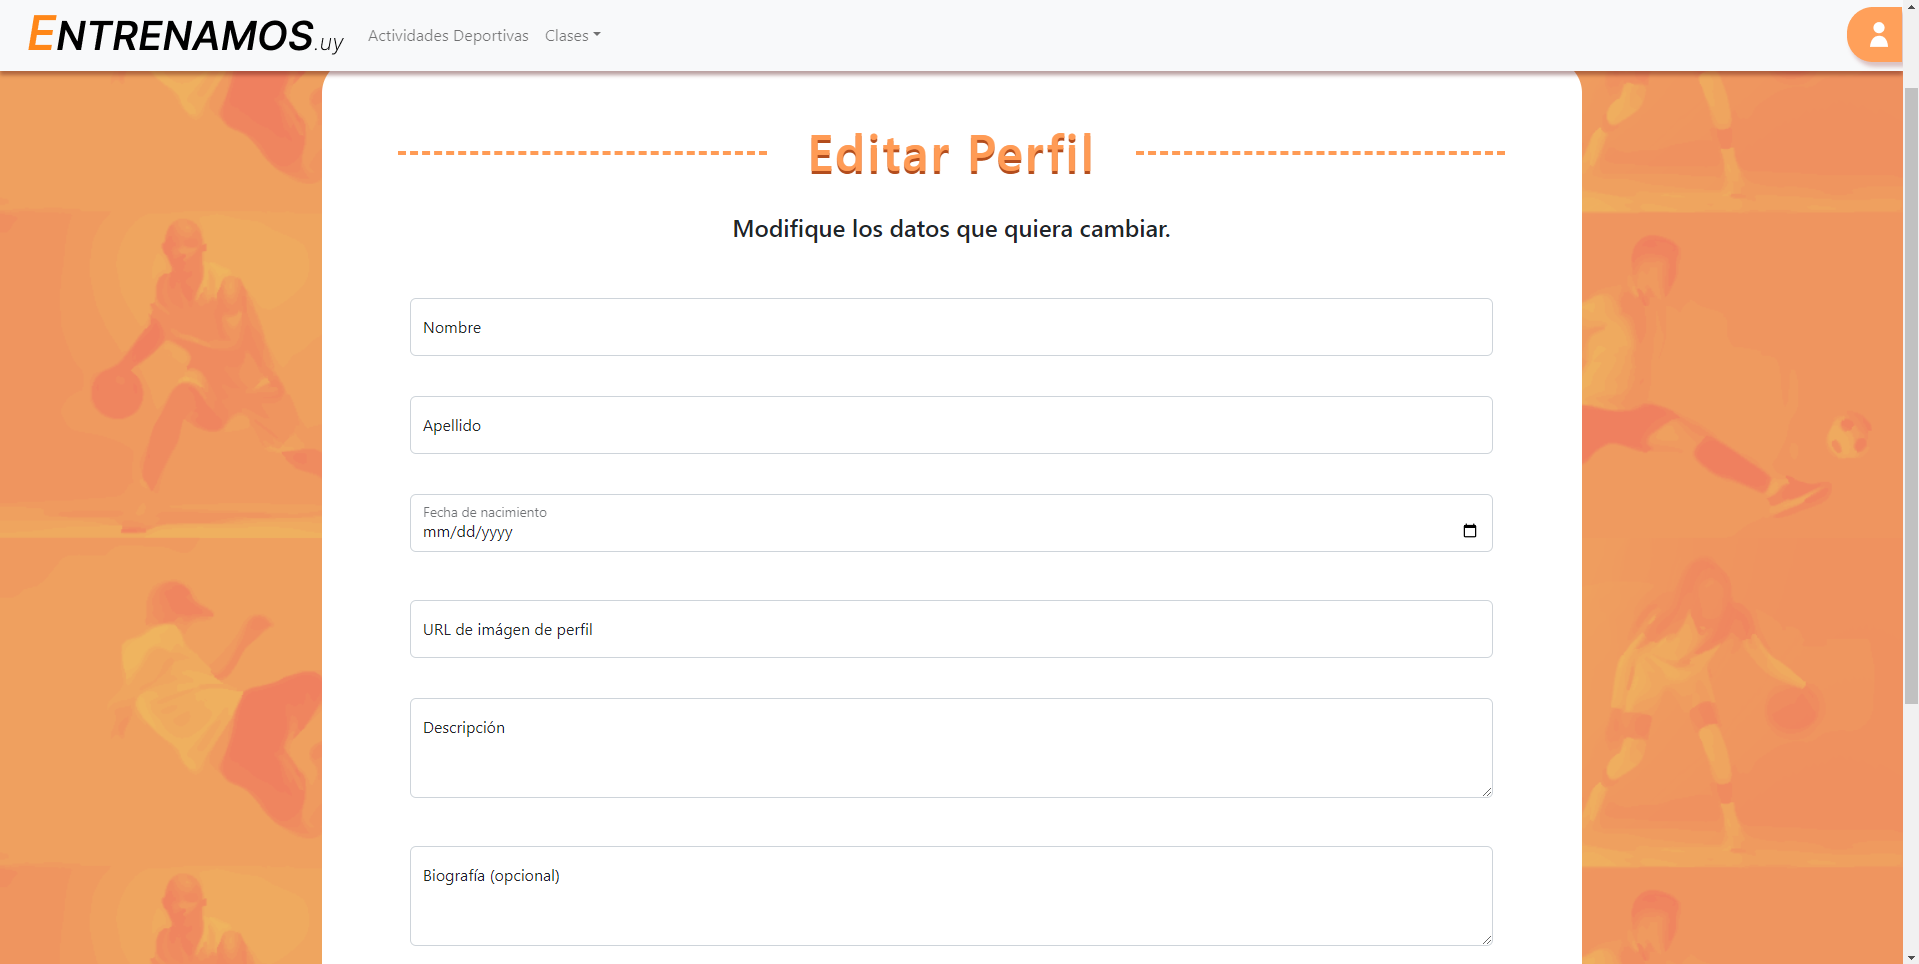 ENTRENAMOS.uy
Actividades Deportivas
Clases
Editar Perfil
Modifique los datos que quiera cambiar.
Nombre
Apellido
Fecha de nacimiento
mm/dd/yyyy
URL de imágen de perfil
Descripción
Biografía (opcional)